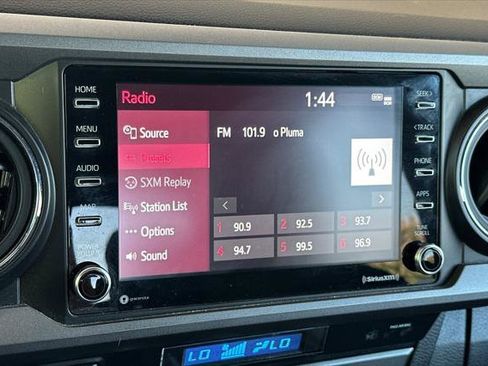 HOME
MENU
AUDIO
MAP
POWER
Radio
1:44
Source
Presets
SXM Replay
Station List
Options
Sound
FM 101.9 o Pluma
1 90.9
2 92.5
3 93.7
4 94.7
5 99.5
6 96.9
SEEK>
<TRACK
PHONE
APPS
TUNE
SCROLL
SiriusXM
LO LO